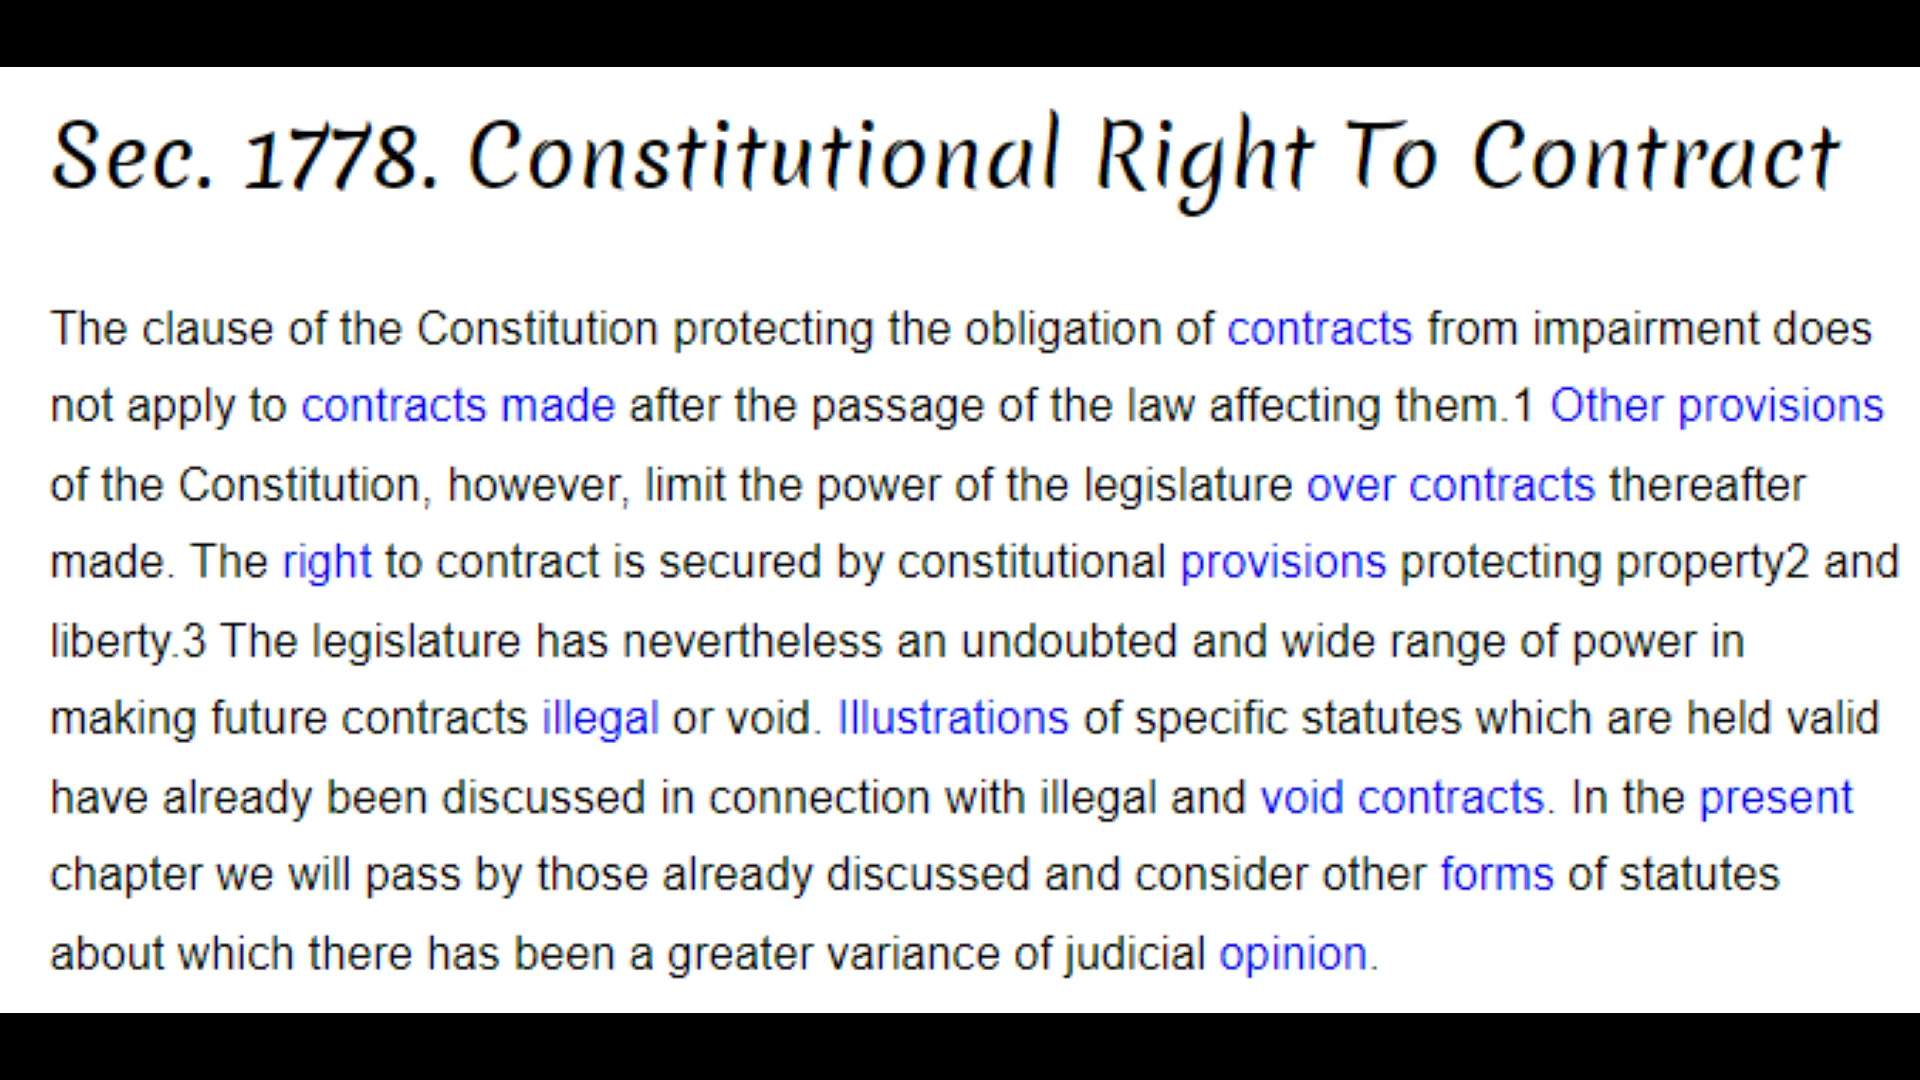 Sec. 1778. Constitutional Right To Contract
The clause of the Constitution protecting the obligation of contracts from impairment does
not apply to contracts made after the passage of the law affecting them.1 Other provisions
of the Constitution, however, limit the power of the legislature over contracts thereafter
made. The right to contract is secured by constitutional provisions protecting property2 and
liberty.3 The legislature has nevertheless an undoubted and wide range of power in
making future contracts illegal or void. Illustrations of specific statutes which are held valid
have already been discussed in connection with illegal and void contracts. In the present
chapter we will pass by those already discussed and consider other forms of statutes
about which there has been a greater variance of judicial opinion.